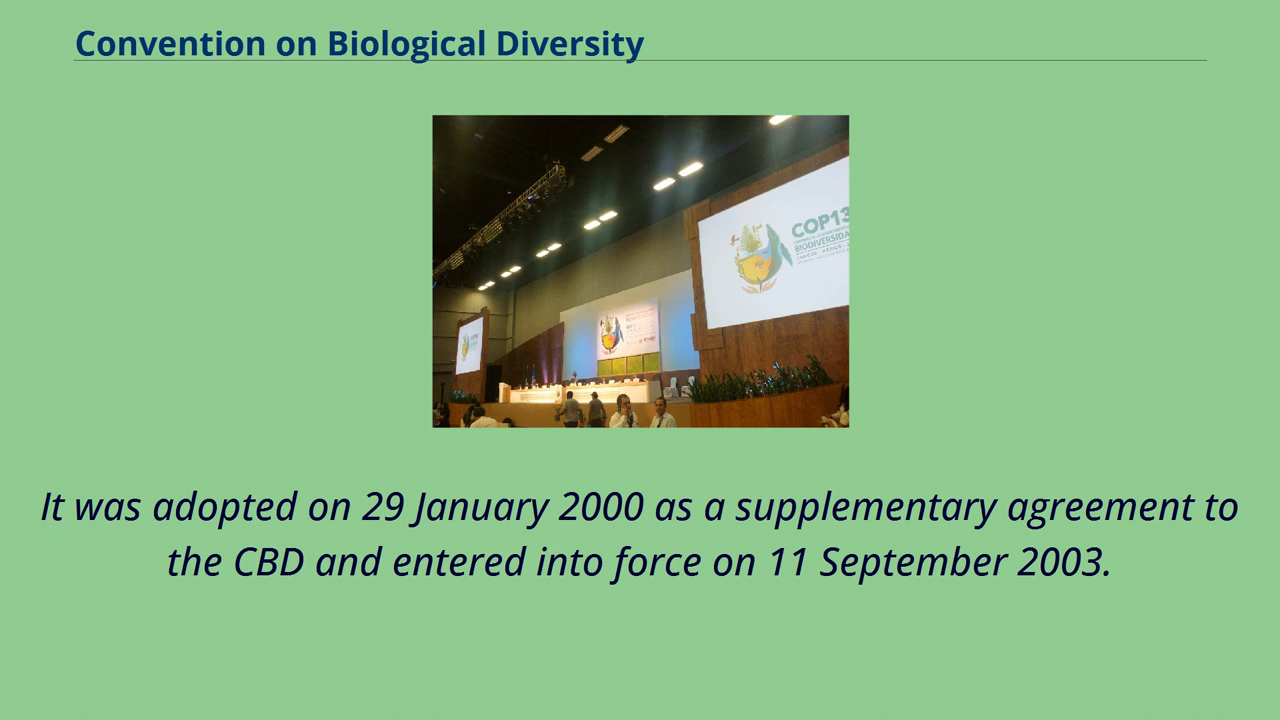 Convention on Biological Diversity
COP13
BIODIVERSIDA
It was adopted on 29 January 2000 as a supplementary agreement to
the CBD and entered into force on 11 September 2003.